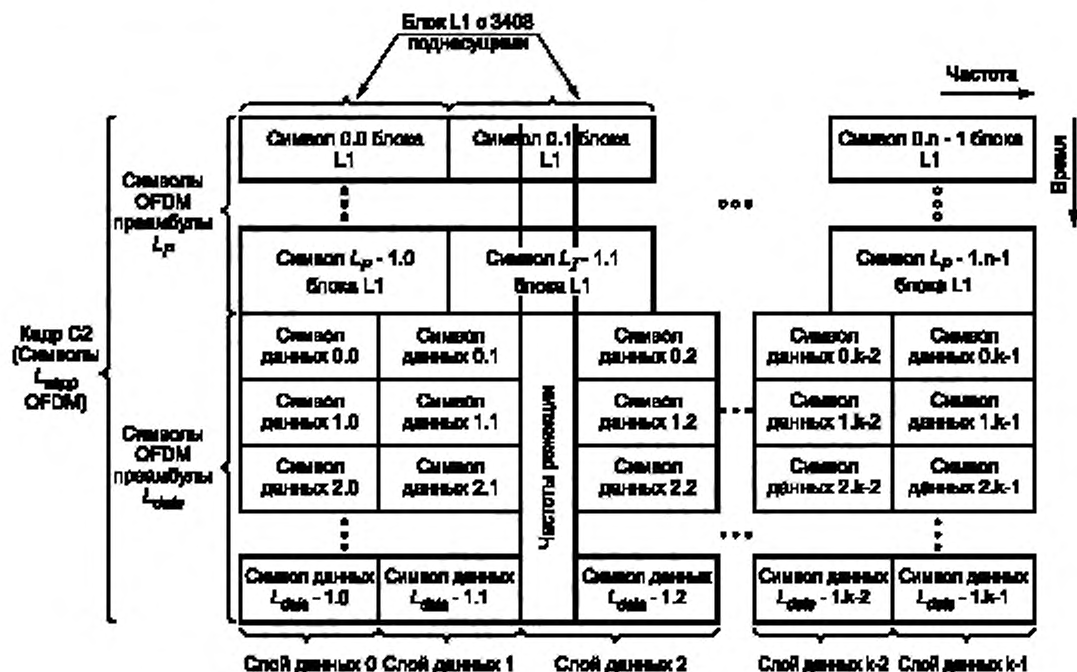 Блок L1 с 3408
поднесущими
Частота
Время
Символ 0.0 блока
L1
Символ 0.1 блока
L1
Символ 0.n - 1 блока
L1
Символы
OFDM
преамбулы
Lp
Символ Lp - 1.0
блока L1
Символ - 1.1
блока L1
Символ Lp - 1.n-1
блока L1
Кадр C2
(Символы
OFDM)
Символы
OFDM
преамбулы
Ldata
Символ
данных 0.0
Символ
данных 0.1
Символ
данных 0.2
Символ
данных 0.k-2
Символ
данных 0.k-1
Символ
данных 1.0
Символ
данных 1.1
Символ
данных 1.2
Символ
данных 1.k-2
Символ
данных 1.k-1
Символ
данных 2.0
Символ
данных 2.1
Символ
данных 2.2
Символ
данных 2.k-2
Символ
данных 2.k-1
Частоты режекции
Символ данных
Ldata - 1.0
Символ данных
Ldata - 1.1
Символ данных
Ldata - 1.2
Символ данных
Ldata - 1.k-2
Символ данных
Ldata - 1.k-1
Слой данных 0
Слой данных 1
Слой данных 2
Слой данных k-2
Слой данных k-1